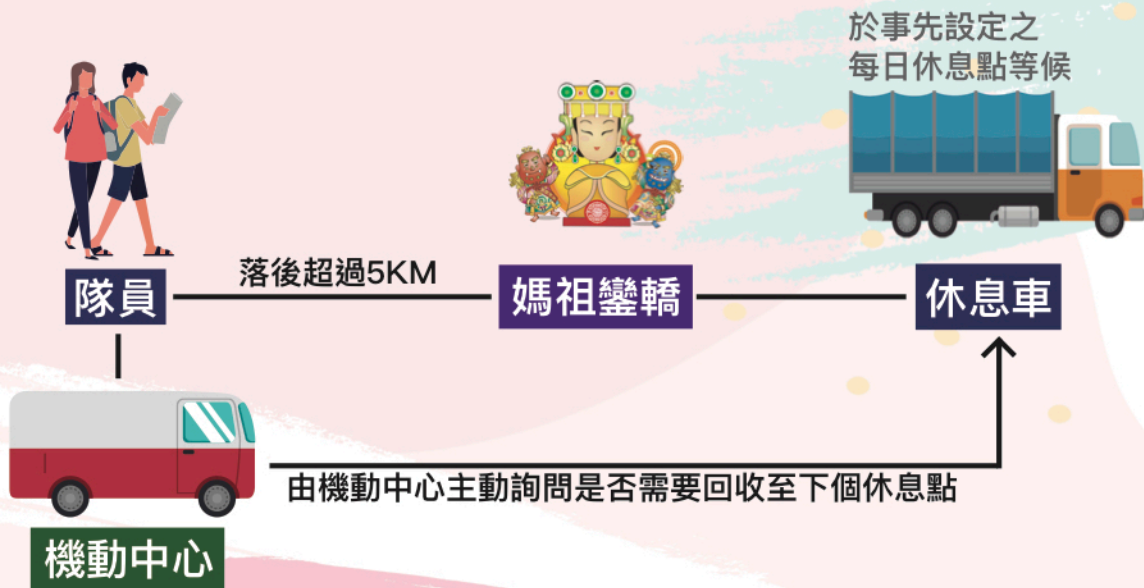 於事先設定之
每日休息點等候
隊員
落後超過5KM
媽祖鑾轎
休息車
由機動中心主動詢問是否需要回收至下個休息點
機動中心